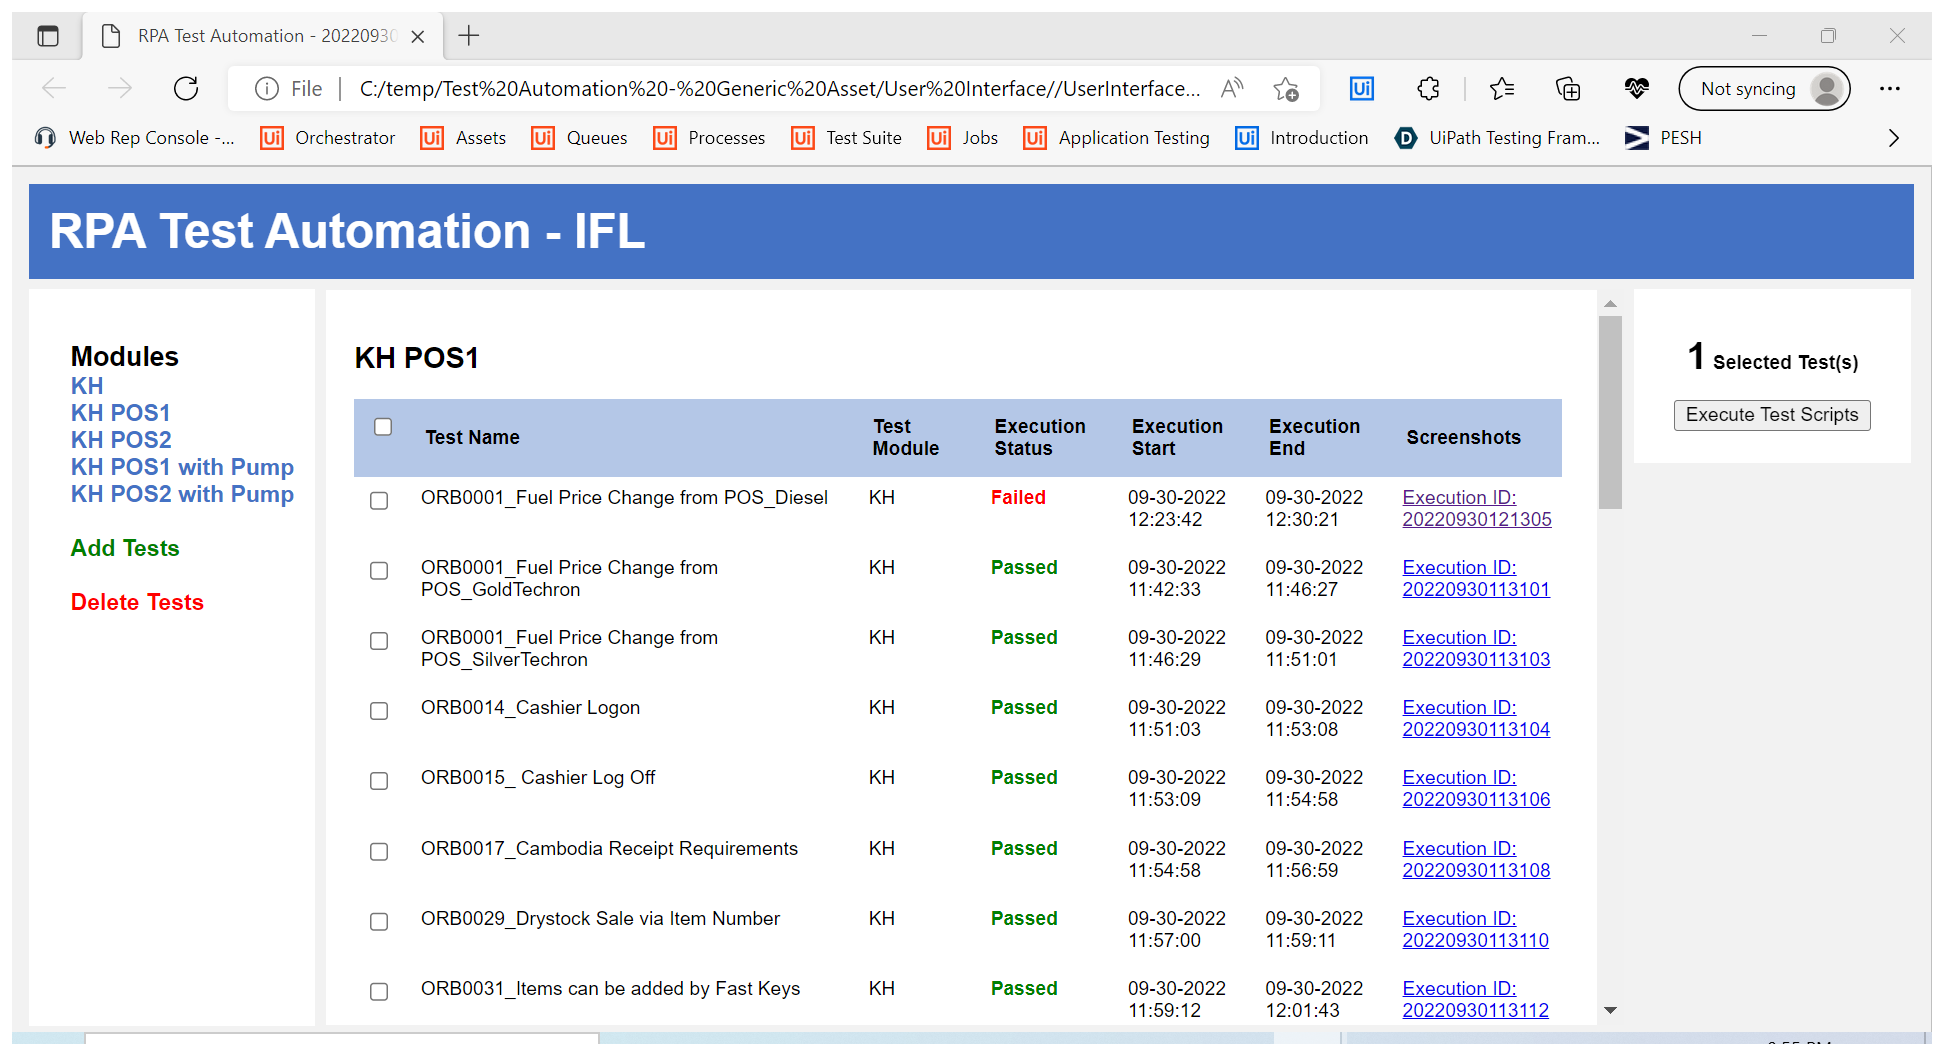 RPA Test Automation - 20220930
File | C:/temp/Test%20Automation%20-%20Generic%20Asset/User%20Interface//UserInterface... Not syncing
Web Rep Console -... Orchestrator Assets Queues Processes Test Suite Jobs Application Testing Introduction UiPath Testing Fram... PESH
RPA Test Automation - IFL
Modules
KH
KH POS1
KH POS2
KH POS1 with Pump
KH POS2 with Pump
Add Tests
Delete Tests
KH POS1
Test Name Test Module Execution Status Execution Start Execution End Screenshots
ORB0001_Fuel Price Change from POS_Diesel KH Failed 09-30-2022 12:23:42 09-30-2022 12:30:21 Execution ID: 20220930121305
ORB0001_Fuel Price Change from POS_GoldTechron KH Passed 09-30-2022 11:42:33 09-30-2022 11:46:27 Execution ID: 20220930113101
ORB0001_Fuel Price Change from POS_SilverTechron KH Passed 09-30-2022 11:46:29 09-30-2022 11:51:01 Execution ID: 20220930113103
ORB0014_Cashier Logon KH Passed 09-30-2022 11:51:03 09-30-2022 11:53:08 Execution ID: 20220930113104
ORB0015_ Cashier Log Off KH Passed 09-30-2022 11:53:09 09-30-2022 11:54:58 Execution ID: 20220930113106
ORB0017_Cambodia Receipt Requirements KH Passed 09-30-2022 11:54:58 09-30-2022 11:56:59 Execution ID: 20220930113108
ORB0029_Drystock Sale via Item Number KH Passed 09-30-2022 11:57:00 09-30-2022 11:59:11 Execution ID: 20220930113110
ORB0031_Items can be added by Fast Keys KH Passed 09-30-2022 11:59:12 09-30-2022 12:01:43 Execution ID: 20220930113112
1 Selected Test(s)
Execute Test Scripts